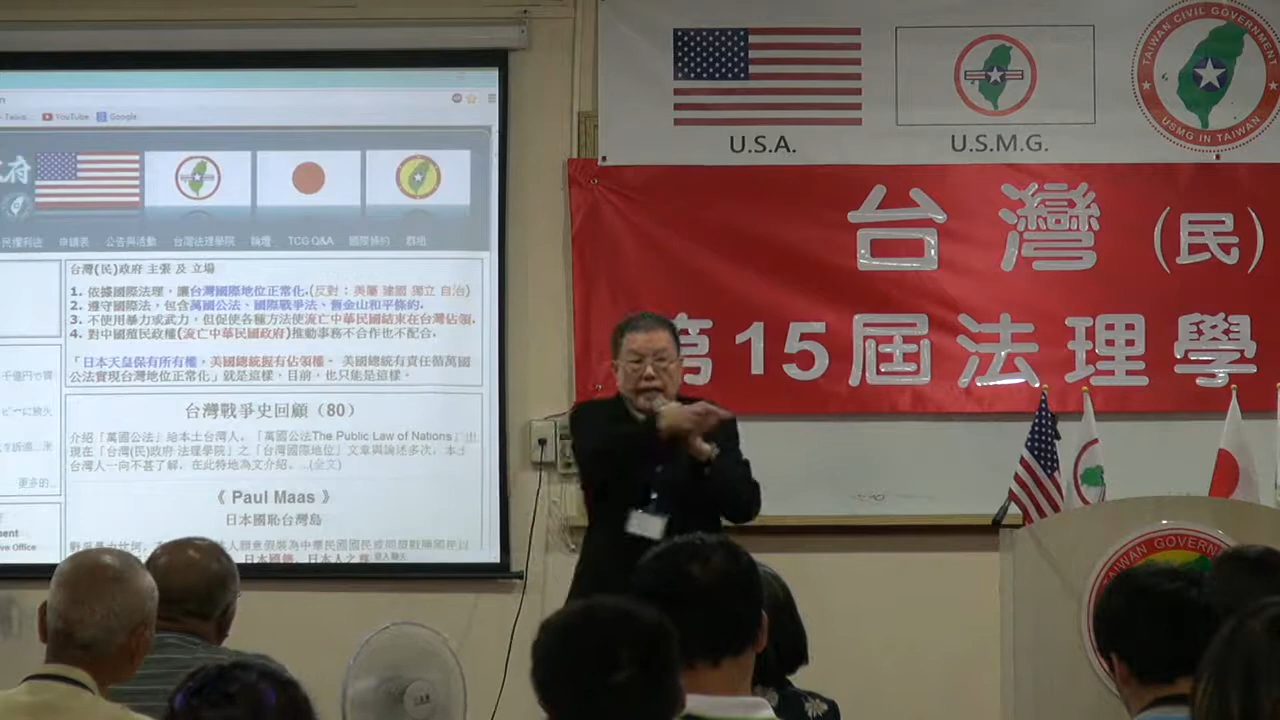 YouTube
Google
府
民權利法 申請表 公告與活動 台灣法理學院 論壇 TCG Q&A 國際條約 群組
台灣(民)政府 主張 及 立場
1. 依據國際法理，讓台灣國際地位正常化.(反對：美屬 建國 獨立 自治)
2. 遵守國際法，包含萬國公法、國際戰爭法、舊金山和平條約.
3. 不使用暴力或武力，但促使各種方法使流亡中華民國結束在台灣佔領.
4. 對中國殖民政權(流亡中華民國政府)推動事務不合作也不配合.
「日本天皇保有所有權，美國總統握有佔領權。 美國總統有責任循萬國
公法實現台灣地位正常化」就是這樣，目前，也只能是這樣。
台灣戰爭史回顧（80）
介紹「萬國公法」給本土台灣人，「萬國公法The Public Law of Nations」出
現在「台灣(民)政府 法理學院」之「台灣國際地位」文章與論述多次，本土
台灣人一向不甚了解，在此特地為文介紹。...(全文)
《 Paul Maas 》
日本國恥台灣島
更多的...
U.S.A.
U.S.M.G.
TAIWAN CIVIL GOVERNMENT
USMG IN TAIWAN
台灣(民)
第15屆法理學
TAIWAN CIVIL GOVERNMENT